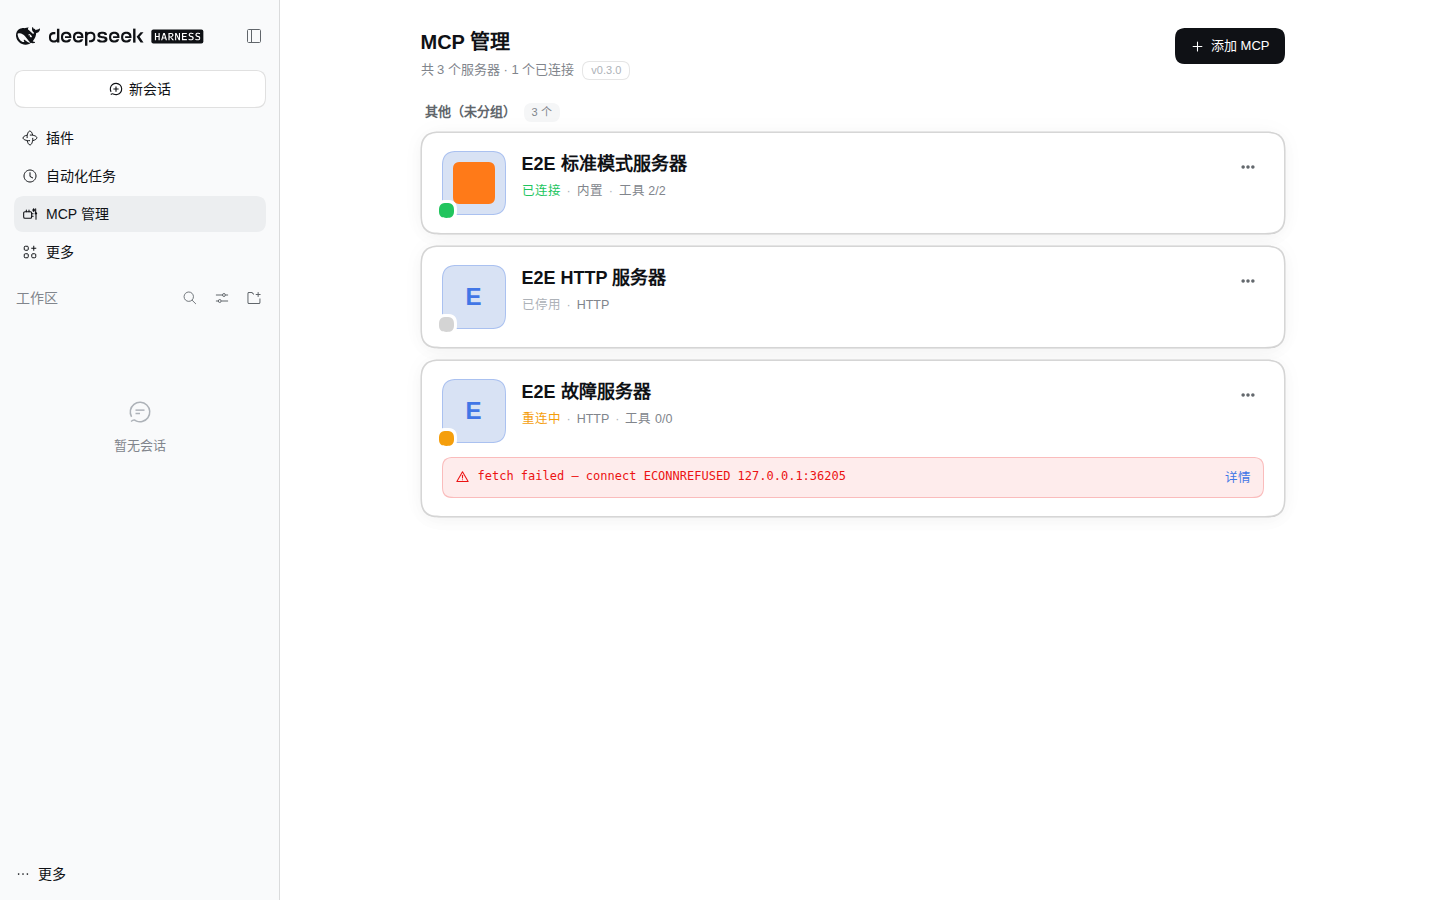 deepseek HARNESS
新会话
插件
自动化任务
MCP 管理
更多
工作区
暂无会话
更多
MCP 管理
添加 MCP
共 3 个服务器 · 1 个已连接 v0.3.0
其他（未分组） 3 个
E2E 标准模式服务器
已连接 · 内置 · 工具 2/2
E
E2E HTTP 服务器
已停用 · HTTP
E
E2E 故障服务器
重连中 · HTTP · 工具 0/0
fetch failed — connect ECONNREFUSED 127.0.0.1:36205
详情